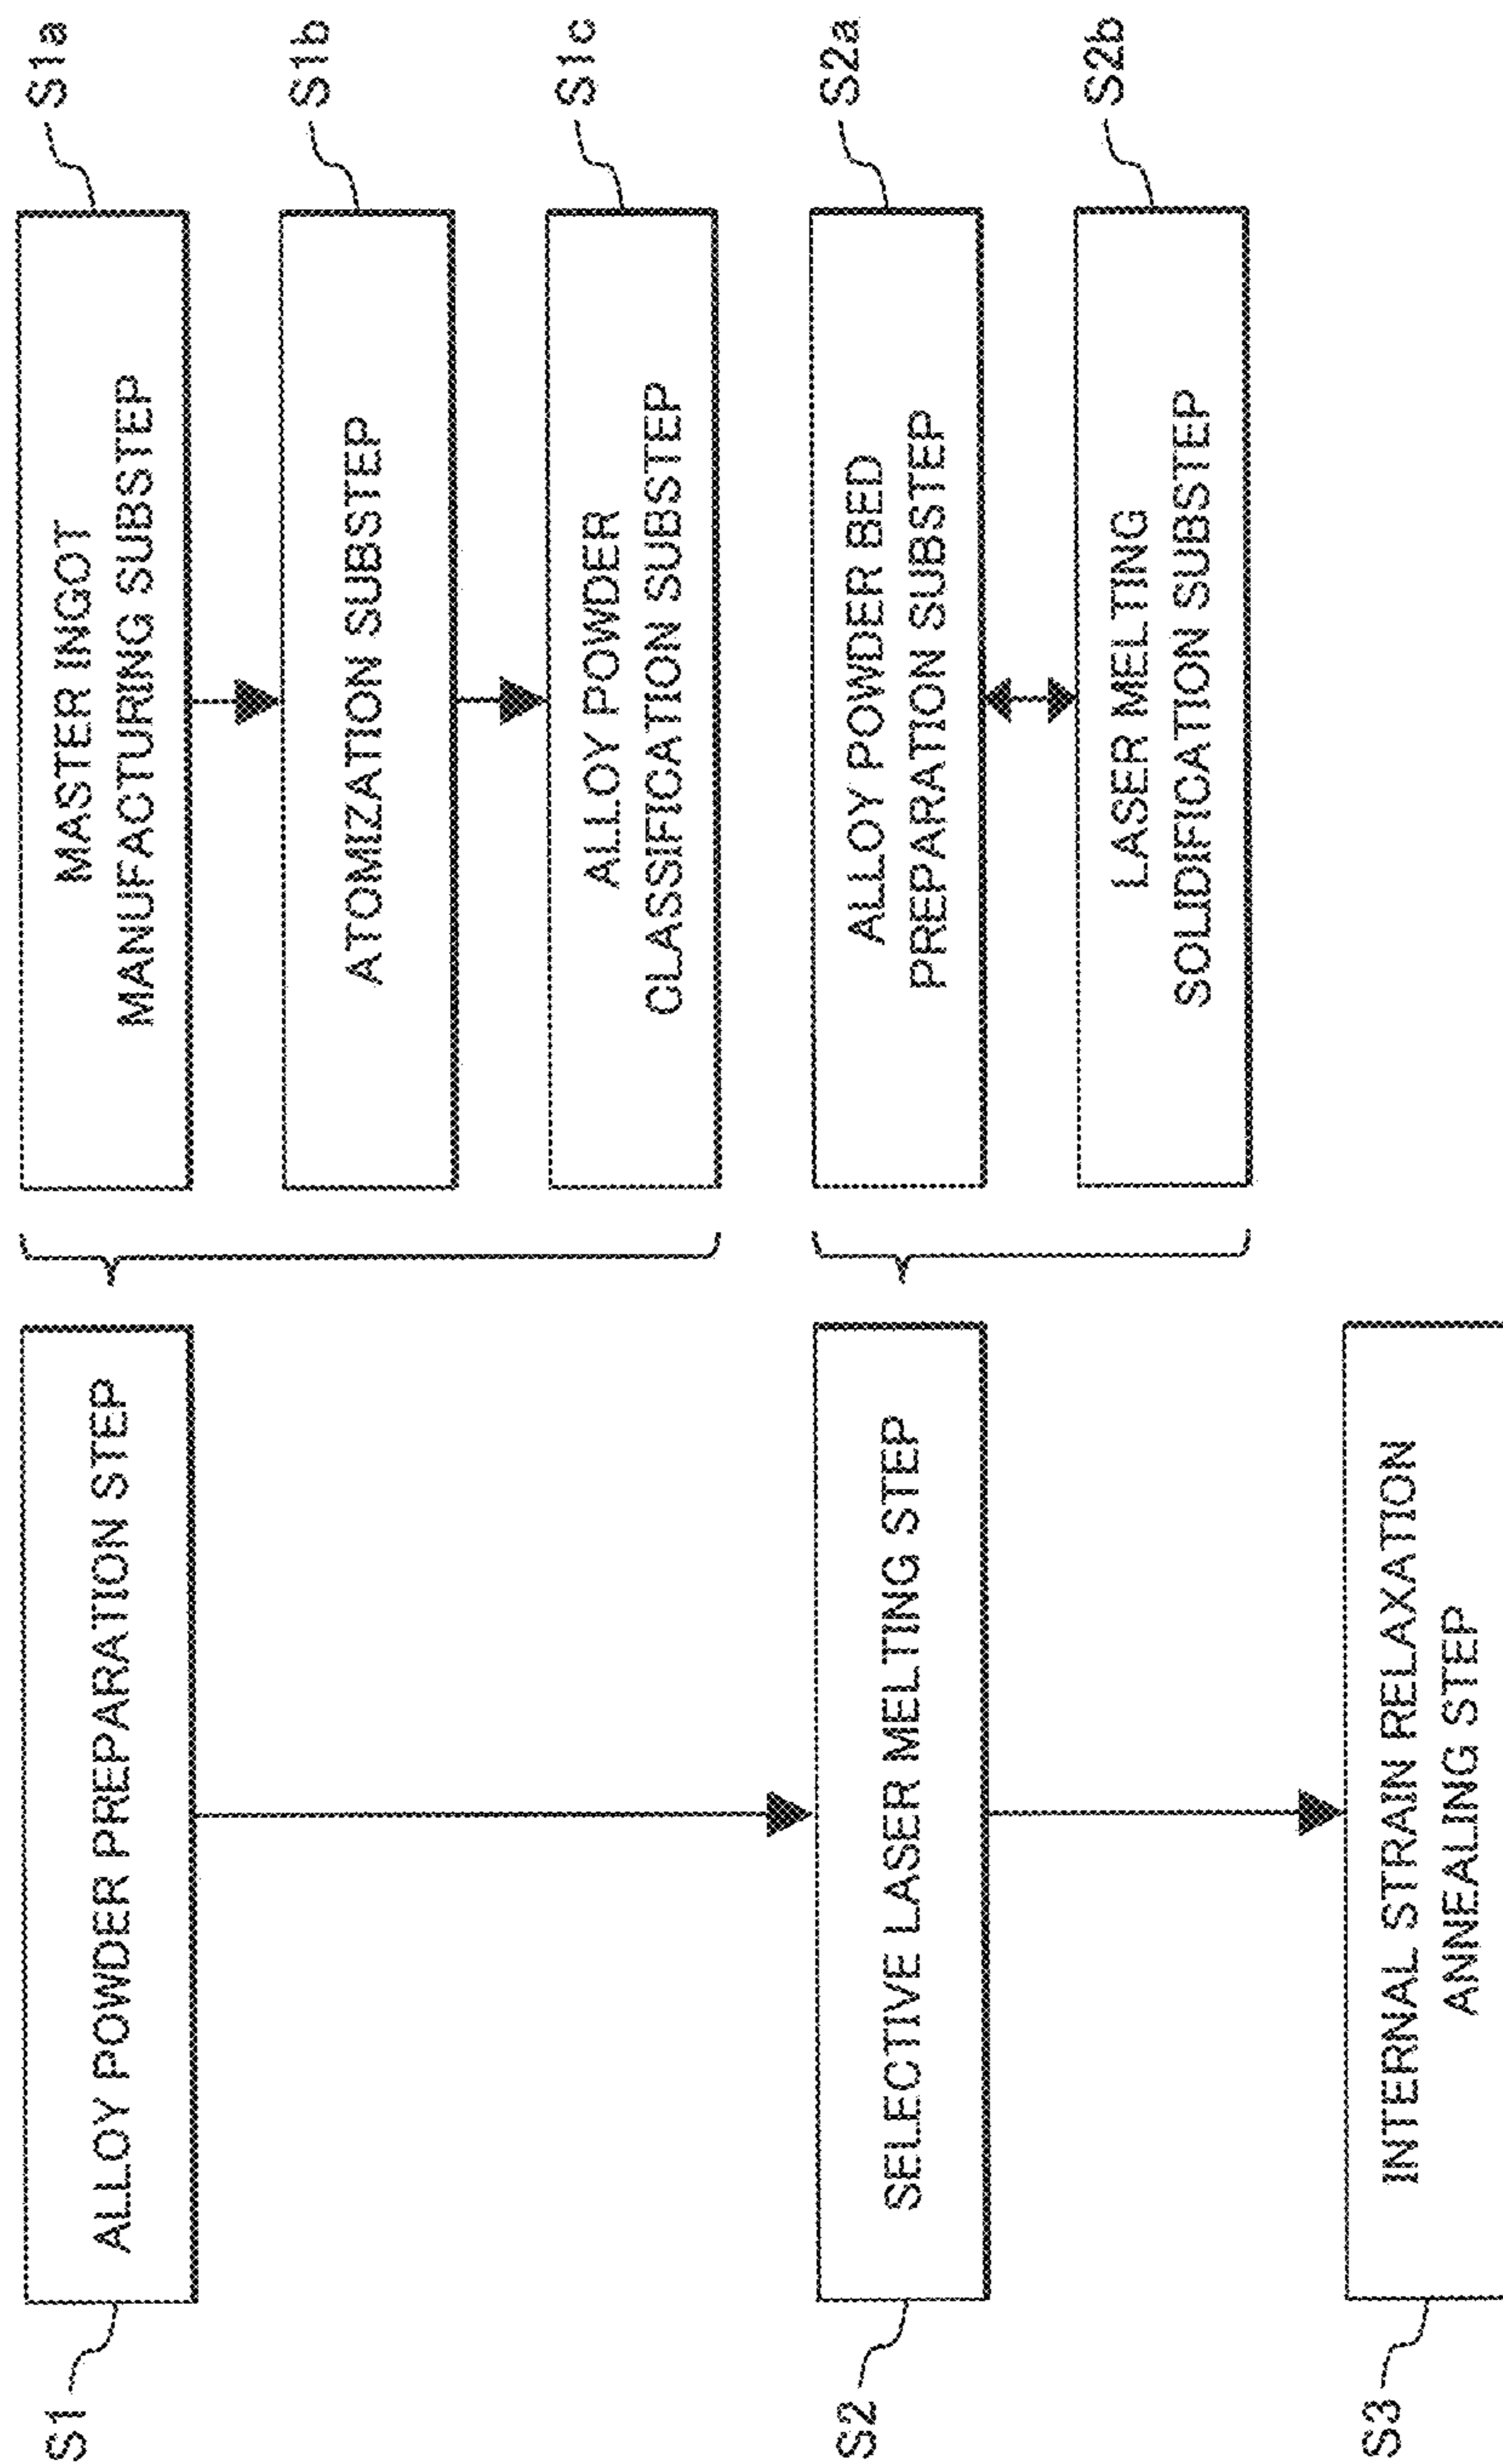 S1
ALLOY POWDER PREPARATION STEP
MASTER INGOT
MANUFACTURING SUBSTEP
S1a
ATOMIZATION SUBSTEP
S1b
ALLOY POWDER
CLASSIFICATION SUBSTEP
S1c
S2
SELECTIVE LASER MELTING STEP
ALLOY POWDER BED
PREPARATION SUBSTEP
S2a
LASER MELTING
SOLIDIFICATION SUBSTEP
S2b
S3
INTERNAL STRAIN RELAXATION
ANNEALING STEP